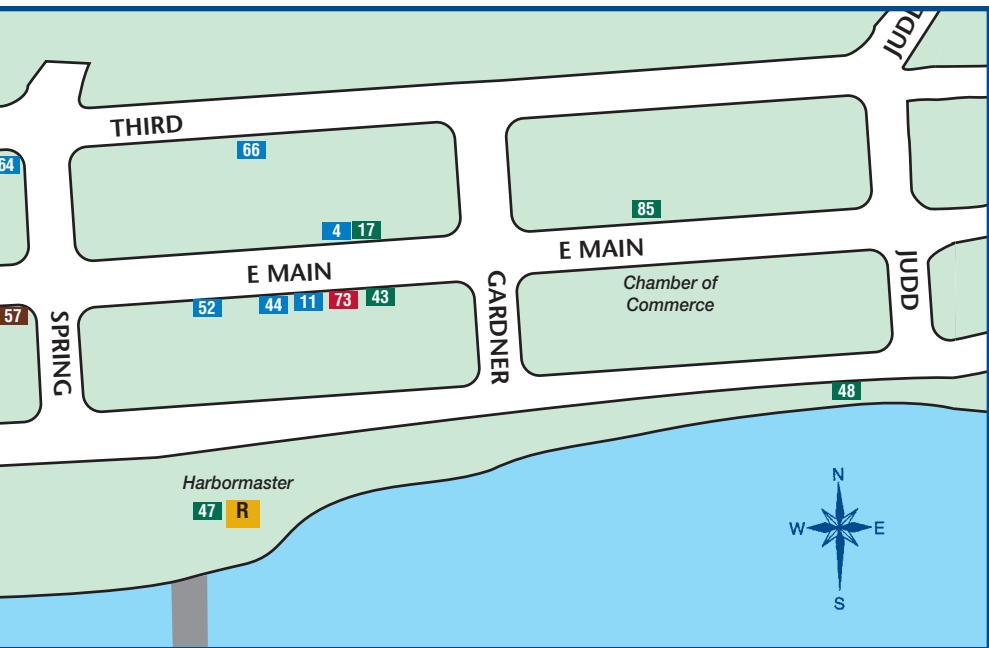 JUDD
THIRD
66
64
85
4
17
E MAIN
E MAIN
Chamber of
Commerce
JUDD
52
44
11
73
43
GARDNER
57
SPRING
48
Harbormaster
47
R
N
W
E
S